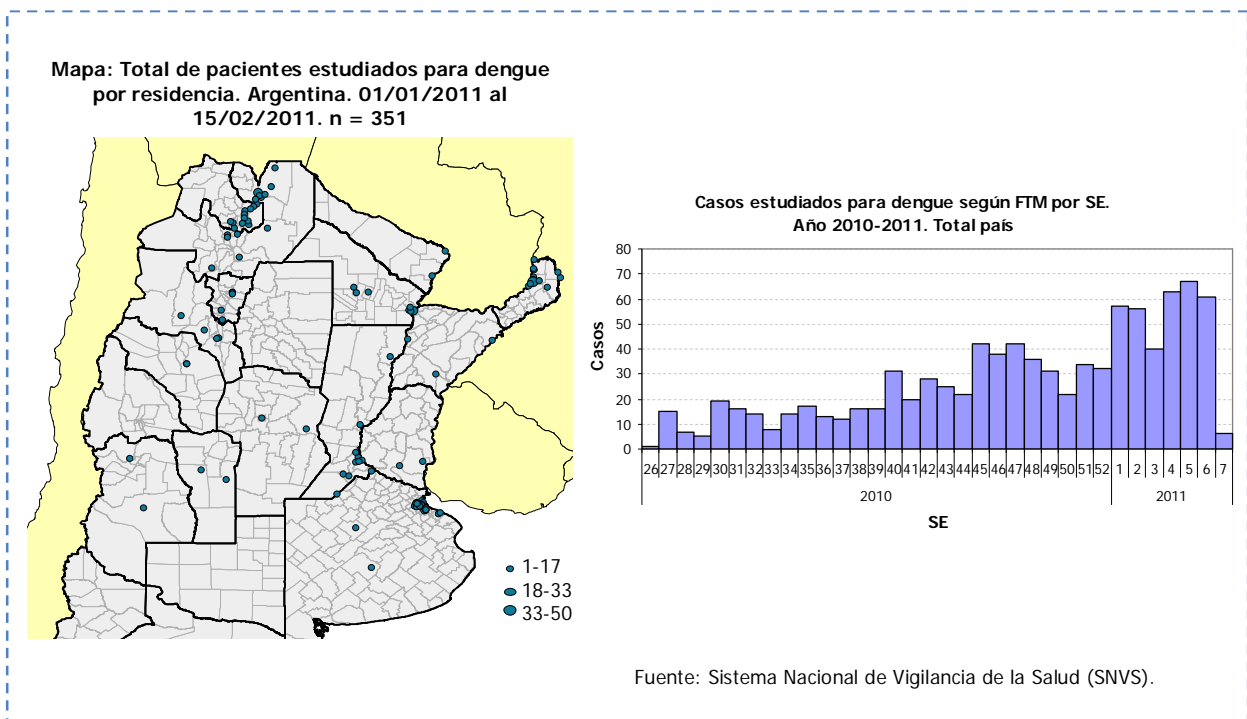 Mapa: Total de pacientes estudiados para dengue
por residencia. Argentina. 01/01/2011 al
15/02/2011. n = 351
1-17
18-33
33-50
Casos estudiados para dengue según FTM por SE.
Año 2010-2011. Total país
80
70
60
50
40
30
20
10
0
Casos
26 27 28 29 30 31 32 33 34 35 36 37 38 39 40 41 42 43 44 45 46 47 48 49 50 51 52 1 2 3 4 5 6 7
2010 2011
SE
Fuente: Sistema Nacional de Vigilancia de la Salud (SNVS).